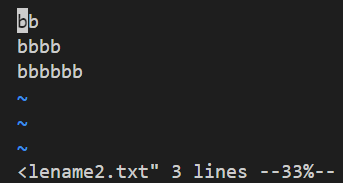 bb
bbbb
bbbbbb
~
~
~
<lename2.txt" 3 lines --33%--